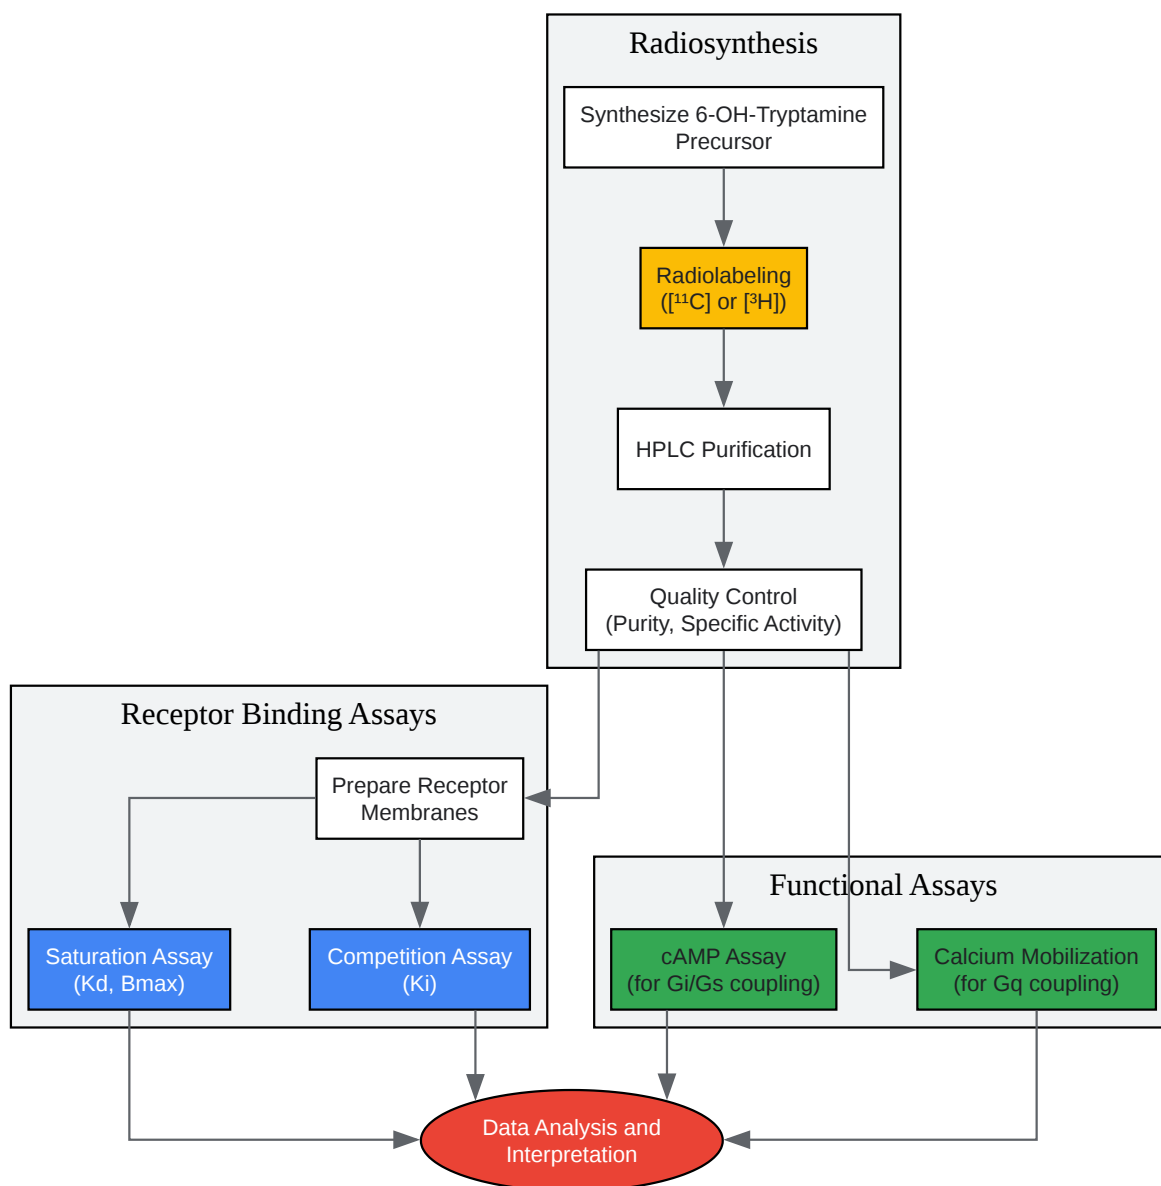 Radiosynthesis
Synthesize 6-OH-Tryptamine
Precursor
Radiolabeling
([¹¹C] or [³H])
HPLC Purification
Quality Control
(Purity, Specific Activity)
Receptor Binding Assays
Prepare Receptor
Membranes
Saturation Assay
(Kd, Bmax)
Competition Assay
(Ki)
Functional Assays
cAMP Assay
(for Gi/Gs coupling)
Calcium Mobilization
(for Gq coupling)
Data Analysis and
Interpretation